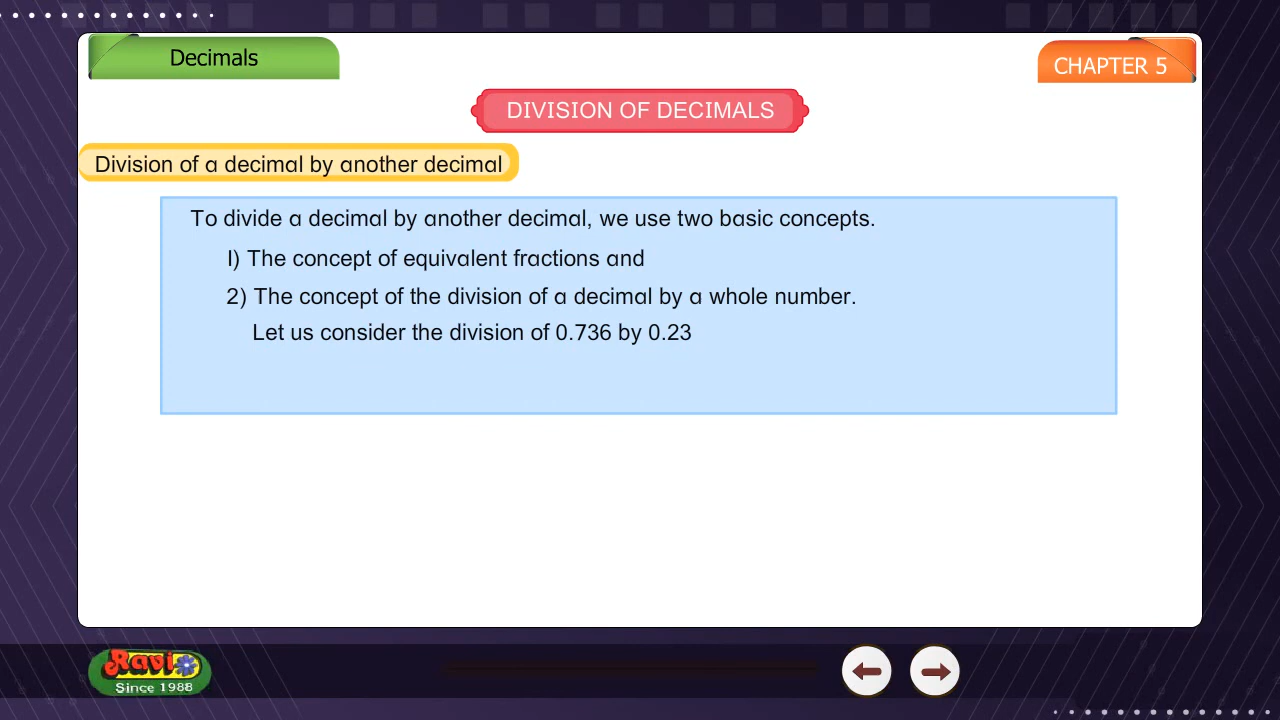 Decimals
CHAPTER 5
DIVISION OF DECIMALS
Division of a decimal by another decimal
To divide a decimal by another decimal, we use two basic concepts.
I) The concept of equivalent fractions and
2) The concept of the division of a decimal by a whole number.
Let us consider the division of 0.736 by 0.23
Ravi
Since 1988